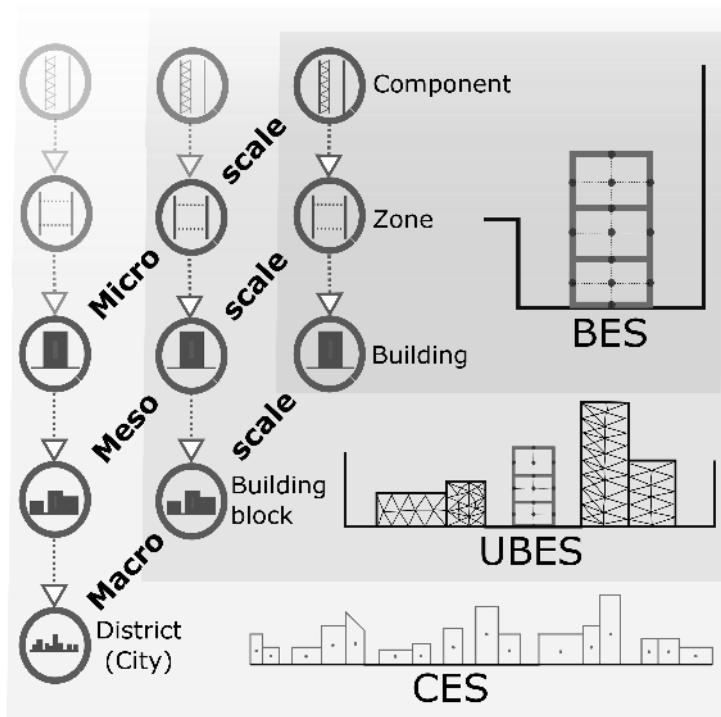 Component
Zone
Micro scale
BES
Building
Meso scale
Building
block
UBES
Macro scale
District
(City)
CES